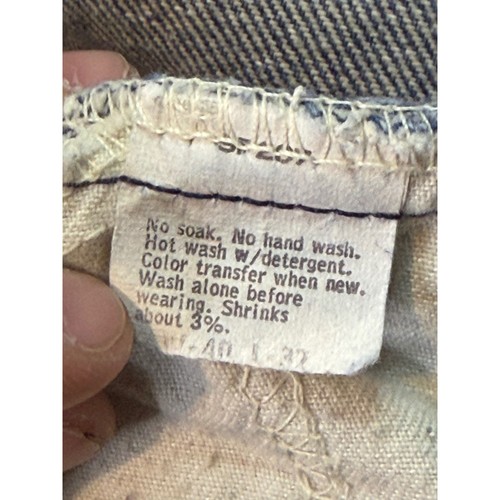 No soak. No hand wash.
Hot wash w/detergent.
Color transfer when new.
Wash alone before
wearing. Shrinks
about 3%.